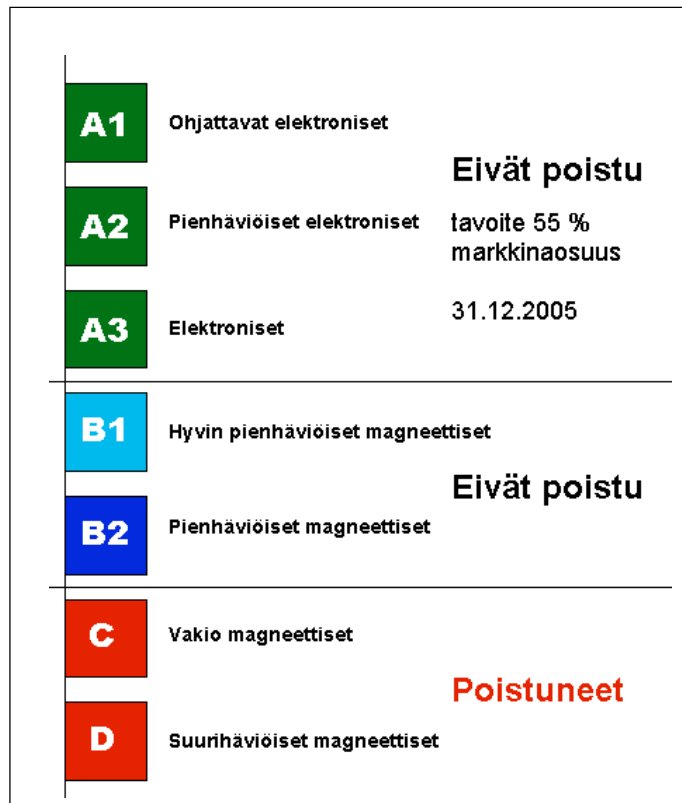 A1 Ohjattavat elektroniset
Eivät poistu
A2 Pienhäviöiset elektroniset
tavoite 55 %
markkinaosuus
31.12.2005
A3 Elektroniset
B1 Hyvin pienhäviöiset magneettiset
Eivät poistu
B2 Pienhäviöiset magneettiset
C Vakio magneettiset
Poistuneet
D Suurihäviöiset magneettiset